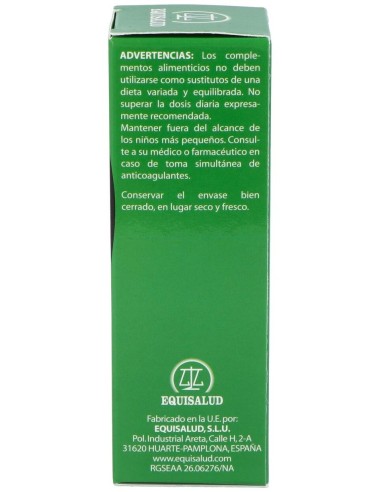 EQUISALUD
ADVERTENCIAS: Los comple-
mentos alimenticios no deben
utilizarse como sustitutos de una
dieta variada y equilibrada. No
superar la dosis diaria expresa-
mente recomendada.
Mantener fuera del alcance de
los niños más pequeños. Consul-
te a su médico o farmacéutico en
caso de toma simultánea de
anticoagulantes.
Conservar el envase bien
cerrado, en lugar seco y fresco.
EQUISALUD
Fabricado en la U.E. por:
EQUISALUD, S.L.U.
Pol. Industrial Areta, Calle H, 2-A
31620 HUARTE-PAMPLONA, ESPAÑA
www.equisalud.com
RGSEAA 26.06276/NA